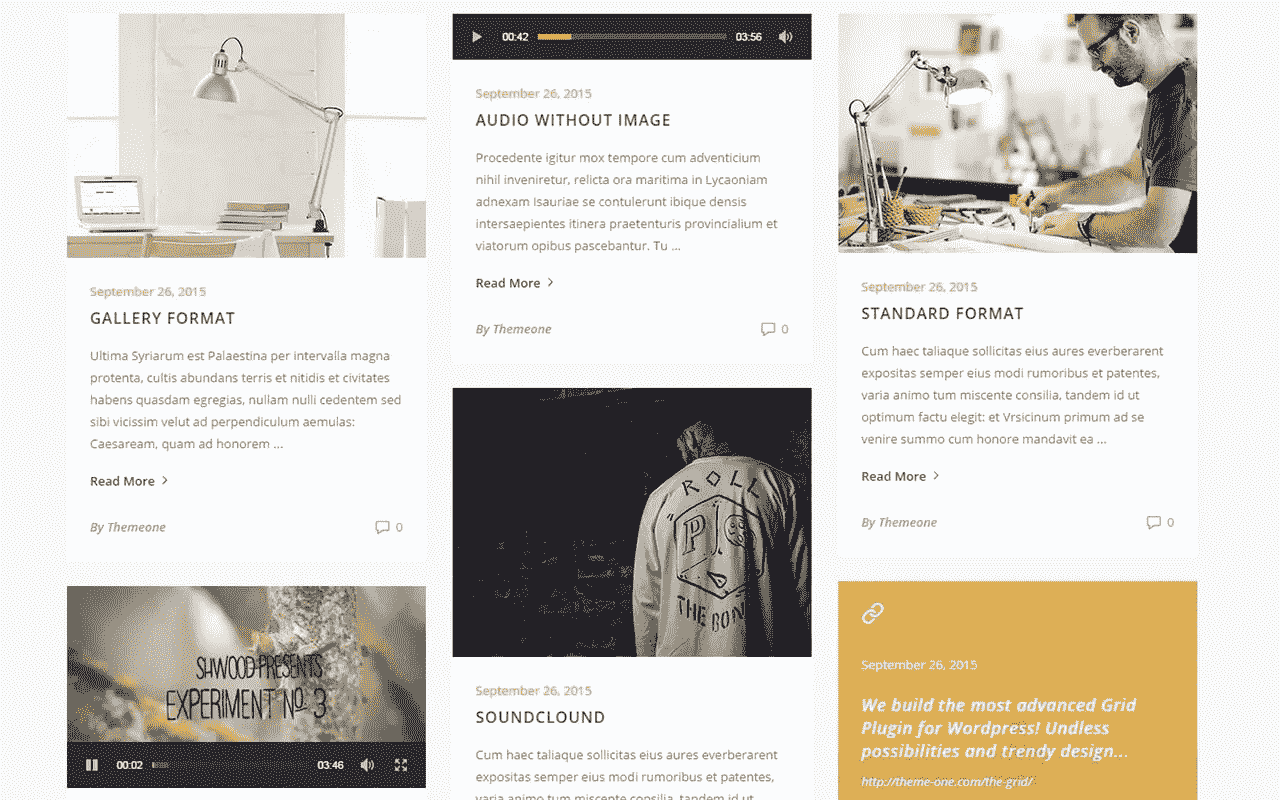 September 26, 2015
GALLERY FORMAT
Ultima Syriarum est Palaestina per intervalla magna
protenta, cultis abundans terris et nitidis et civitates
habens quasdam egregias, nullam nulli cedentem sed
sibi vicissim velut ad perpendiculum aemulas:
Caesaream, quam ad honorem ...
Read More
By Themeone
0
SHWOOD PRESENTS
EXPERIMENT Nº 3
00:02
03:46
00:42
03:56
September 26, 2015
AUDIO WITHOUT IMAGE
Procedente igitur mox tempore cum adventicium
nihil inveniretur, relicta ora maritima in Lycaoniam
adnexam Isauriae se contulerunt ibique densis
intersaepientes itinera praetenturis provincialium et
viatorum opibus pascebantur. Tu ...
Read More
By Themeone
0
ROLL
THE BON
September 26, 2015
SOUNDCLOUND
Cum haec taliaque sollicitas eius aures everberarent
expositas semper eius modi rumoribus et patentes,
varia animo tum miscente consilia, tandem id ut
September 26, 2015
STANDARD FORMAT
Cum haec taliaque sollicitas eius aures everberarent
expositas semper eius modi rumoribus et patentes,
varia animo tum miscente consilia, tandem id ut
optimum factu elegit: et Vrsicinum primum ad se
venire summo cum honore mandavit ea ...
Read More
By Themeone
0
September 26, 2015
We build the most advanced Grid
Plugin for Wordpress! Undless
possibilities and trendy design...
http://theme-one.com/the-grid/